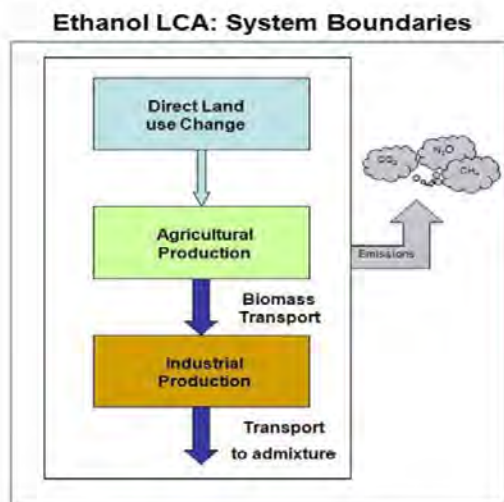 Ethanol LCA: System Boundaries
Direct Land
use Change
CO₂
N₂O
CH₄
Agricultural
Production
Emissions
Biomass
Transport
Industrial
Production
Transport
to admixture